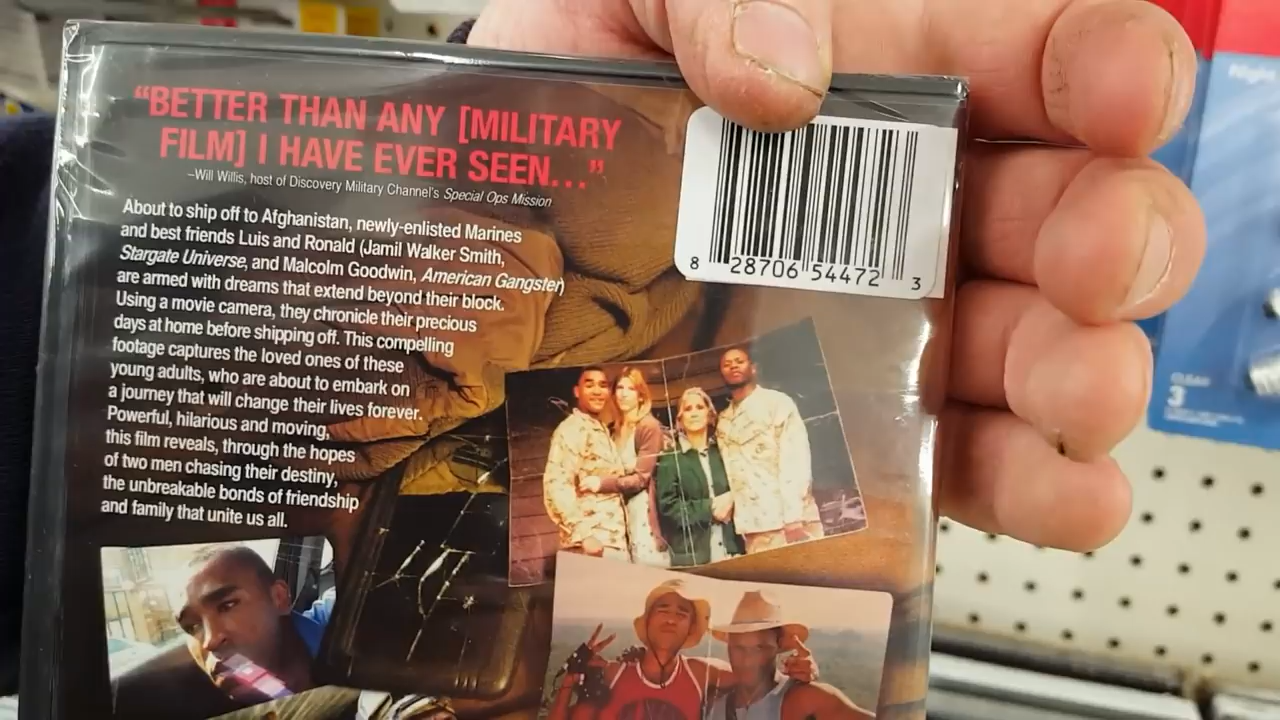 “BETTER THAN ANY [MILITARY
FILM] I HAVE EVER SEEN...”
–Will Willis, host of Discovery Military Channel's Special Ops Mission
About to ship off to Afghanistan, newly-enlisted Marines
and best friends Luis and Ronald (Jamil Walker Smith,
Stargate Universe, and Malcolm Goodwin, American Gangster)
are armed with dreams that extend beyond their block.
Using a movie camera, they chronicle their precious
days at home before shipping off. This compelling
footage captures the loved ones of these
young adults, who are about to embark on
a journey that will change their lives forever.
Powerful, hilarious and moving,
this film reveals, through the hopes
of two men chasing their destiny,
the unbreakable bonds of friendship
and family that unite us all.
8 28706 54472 3
Night
CLEAR
3